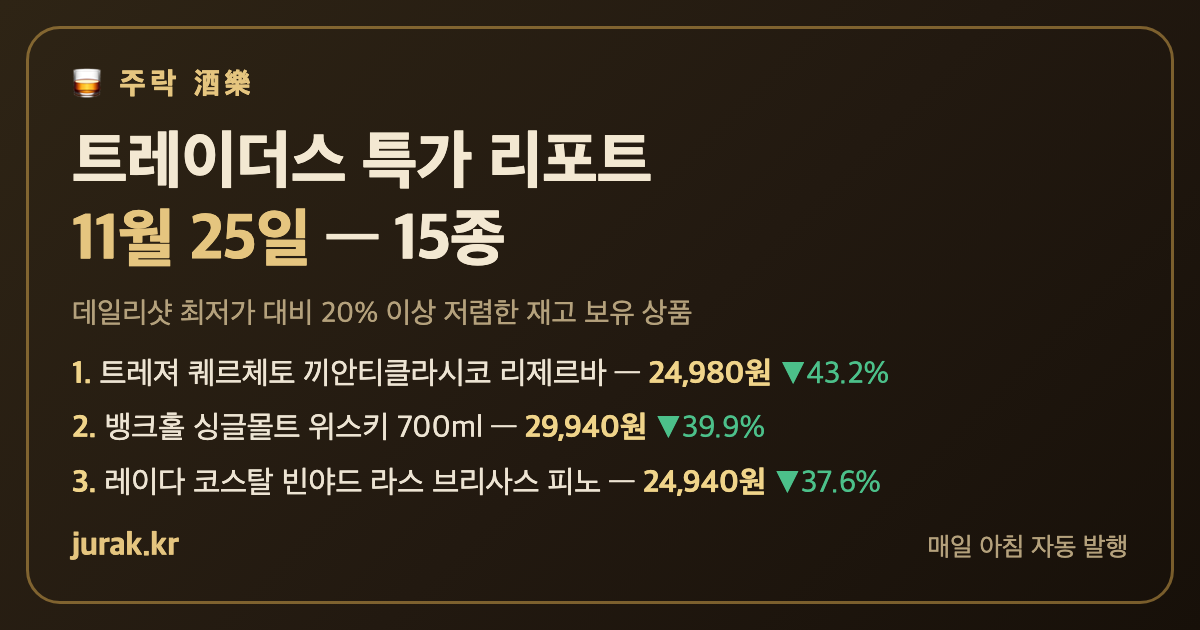 주락 酒樂
트레이더스 특가 리포트
11월 25일 — 15종
데일리샷 최저가 대비 20% 이상 저렴한 재고 보유 상품
1. 트레져 퀘르체토 끼안티클라시코 리제르바 — 24,980원 ▼43.2%
2. 뱅크홀 싱글몰트 위스키 700ml — 29,940원 ▼39.9%
3. 레이다 코스탈 빈야드 라스 브리사스 피노 — 24,940원 ▼37.6%
jurak.kr
매일 아침 자동 발행